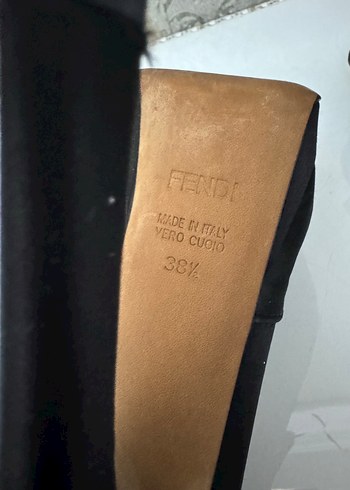 FENDI
MADE IN ITALY
VERO CUOIO
38½